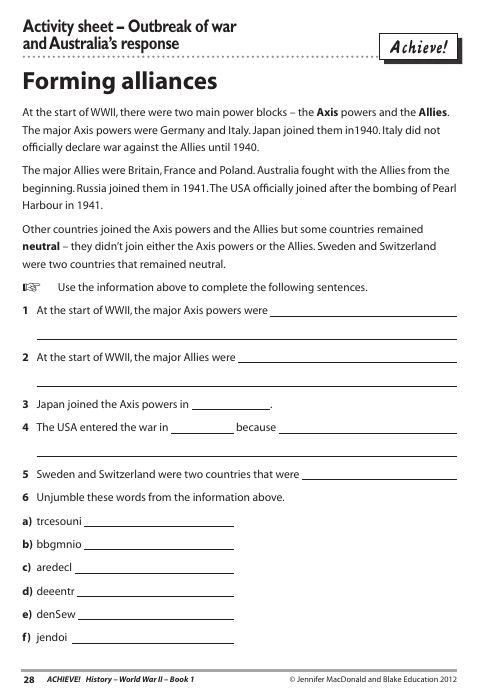 Activity sheet – Outbreak of war
and Australia's response
Achieve!
Forming alliances
At the start of WWII, there were two main power blocks – the Axis powers and the Allies.
The major Axis powers were Germany and Italy. Japan joined them in1940. Italy did not
officially declare war against the Allies until 1940.
The major Allies were Britain, France and Poland. Australia fought with the Allies from the
beginning. Russia joined them in 1941. The USA officially joined after the bombing of Pearl
Harbour in 1941.
Other countries joined the Axis powers and the Allies but some countries remained
neutral – they didn't join either the Axis powers or the Allies. Sweden and Switzerland
were two countries that remained neutral.
☞ Use the information above to complete the following sentences.
1 At the start of WWII, the major Axis powers were
2 At the start of WWII, the major Allies were
3 Japan joined the Axis powers in ____________.
4 The USA entered the war in __________ because
5 Sweden and Switzerland were two countries that were
6 Unjumble these words from the information above.
a) trcesouni
b) bbgmnio
c) aredecl
d) deeentr
e) denSew
f) jendoi
28 ACHIEVE! History – World War II – Book 1 © Jennifer MacDonald and Blake Education 2012